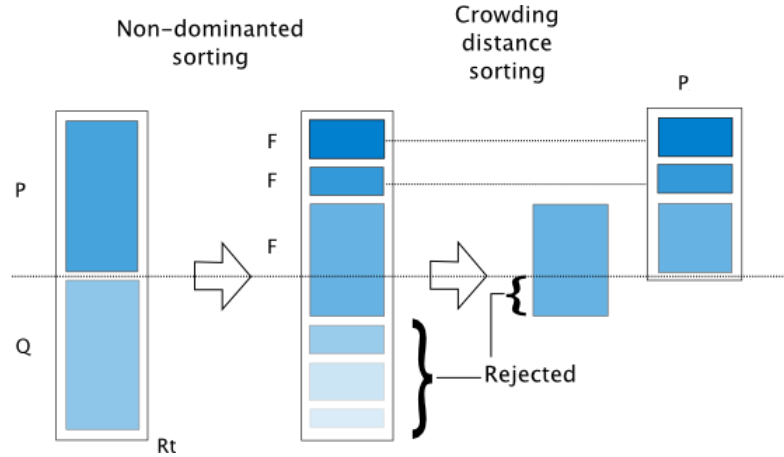 Non-dominanted
sorting
Crowding
distance
sorting
P
P
F
F
F
Q
Rejected
Rt